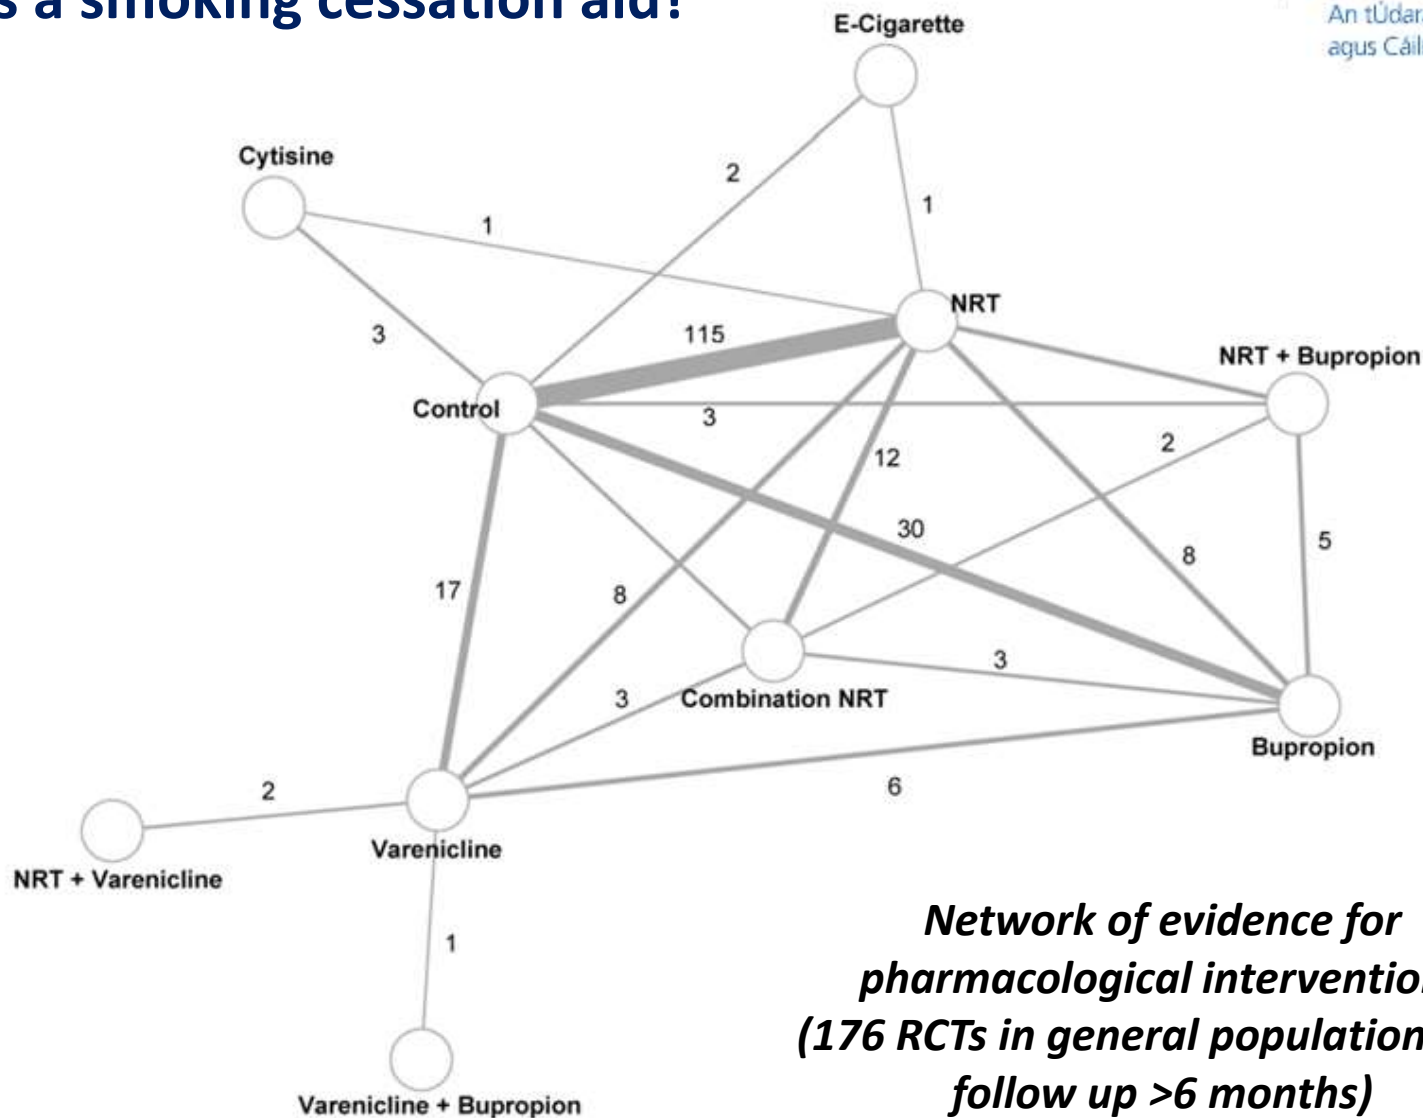 s a smoking cessation aid?
An tÚdar
agus Cáil
E-Cigarette
Cytisine
2
1
1
NRT
3
115
NRT + Bupropion
Control
3
2
12
30
5
8
17
8
3
3
Combination NRT
Bupropion
6
2
Varenicline
NRT + Varenicline
1
Varenicline + Bupropion
Network of evidence for
pharmacological interventio
(176 RCTs in general population
follow up >6 months)